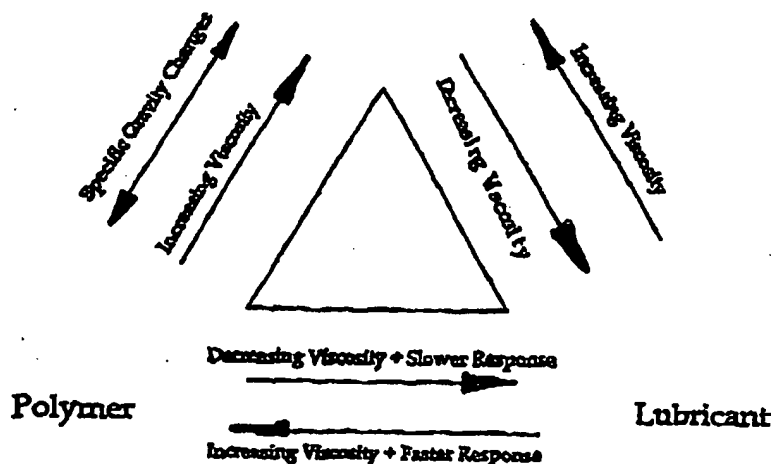 Specific Gravity Changes
Increasing Viscosity
Decreasing Viscosity
Increasing Viscosity
Decreasing Viscosity + Slower Response
Polymer
Lubricant
Increasing Viscosity + Faster Response